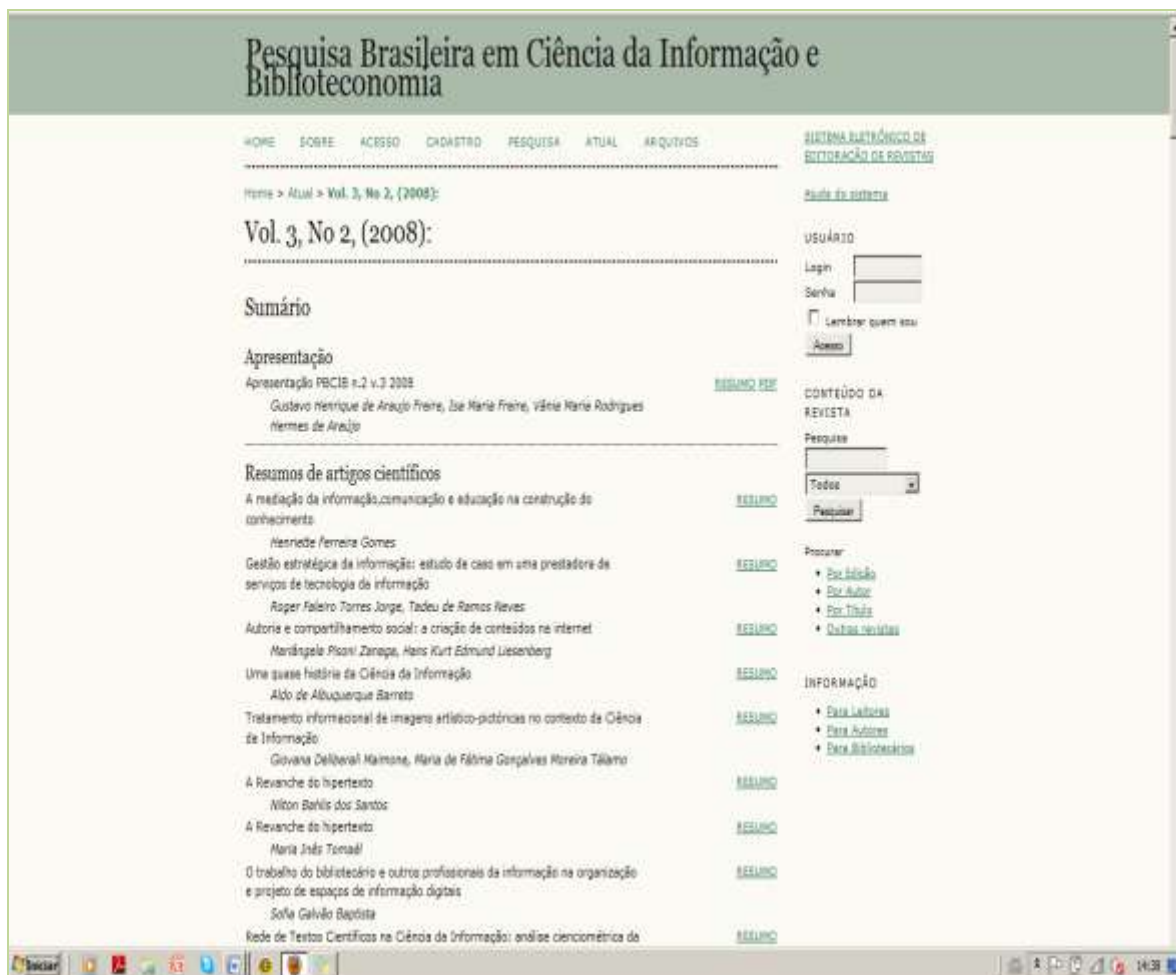 Pesquisa Brasileira em Ciência da Informação e
Biblioteconomia
HOME SOBRE ACESSO CADASTRO PESQUISA ATUAL ARQUIVOS
Home > Atual > Vol. 3, No 2, (2008):
Vol. 3, No 2, (2008):
Sumário
Apresentação
Apresentação PBCIB n.2 v.3 2008 RESUMO PDF
Gustavo Henrique de Araujo Freire, Isa Maria Freire, Vânia Maria Rodrigues
Hermes de Araújo
Resumos de artigos científicos
A mediação da informação,comunicação e educação na construção do RESUMO
conhecimento
Henriette Ferreira Gomes
Gestão estratégica da informação: estudo de caso em uma prestadora de RESUMO
serviços de tecnologia da informação
Roger Faleiro Torres Jorge, Tadeu de Ramos Neves
Autoria e compartilhamento social: a criação de conteúdos na internet RESUMO
Mariângela Pisoni Zanaga, Hans Kurt Edmund Liesenberg
Uma quase história da Ciência da Informação RESUMO
Aldo de Albuquerque Barreto
Tratamento informacional de imagens artístico-pictóricas no contexto da Ciência RESUMO
da Informação
Giovana Deliberali Maimone, Maria de Fátima Gonçalves Moreira Tálamo
A Revanche do hipertexto RESUMO
Nilton Bahlis dos Santos
A Revanche do hipertexto RESUMO
Maria Inês Tomaél
O trabalho do bibliotecário e outros profissionais da informação na organização RESUMO
e projeto de espaços de informação digitais
Sofia Galvão Baptista
Rede de Textos Científicos na Ciência da Informação: análise cienciométrica da RESUMO
SISTEMA ELETRÔNICO DE
EDITORAÇÃO DE REVISTAS
Ajuda do sistema
USUÁRIO
Login
Senha
Lembrar quem sou
Acesso
CONTEÚDO DA
REVISTA
Pesquisa
Todos
Pesquisar
Procurar
Por Edição
Por Autor
Por Título
Outras revistas
INFORMAÇÃO
Para Leitores
Para Autores
Para Bibliotecários
Iniciar 14:38